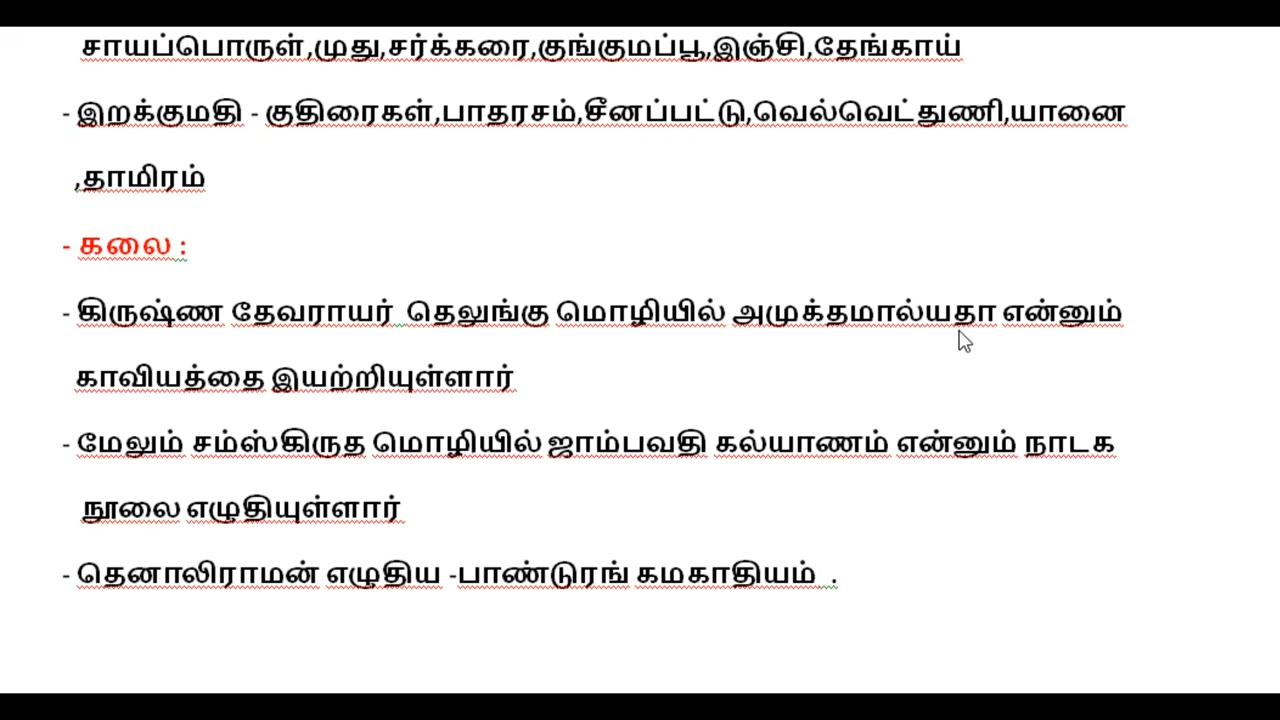 சாயப்பொருள்,முது,சர்க்கரை,குங்குமப்பூ,இஞ்சி,தேங்காய்
- இறக்குமதி - குதிரைகள்,பாதரசம்,சீனப்பட்டு,வெல்வெட்துணி,யானை
,தாமிரம்
- கலை :
- கிருஷ்ண தேவராயர் தெலுங்கு மொழியில் அமுக்தமால்யதா என்னும்
காவியத்தை இயற்றியுள்ளார்
- மேலும் சம்ஸ்கிருத மொழியில் ஜாம்பவதி கல்யாணம் என்னும் நாடக
நூலை எழுதியுள்ளார்
- தெனாலிராமன் எழுதிய -பாண்டுரங் கமகாதியம் .